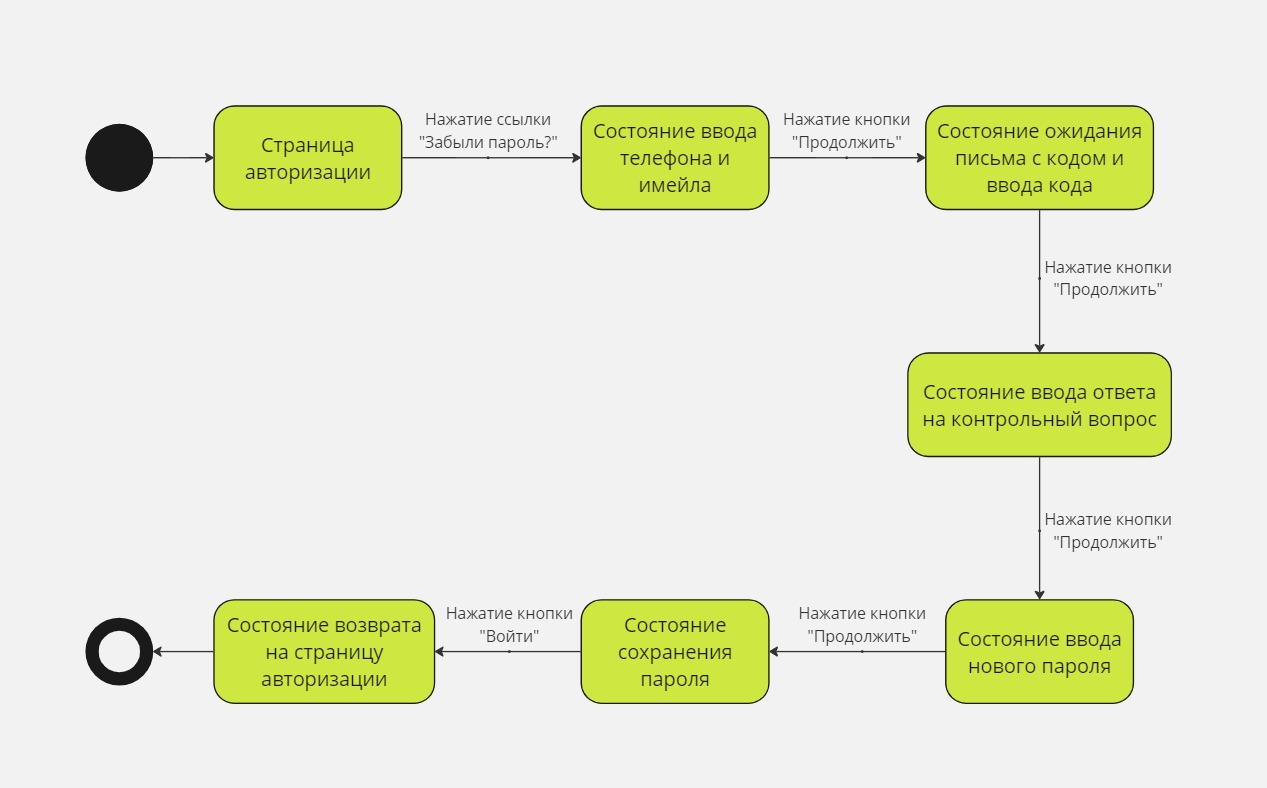 Страница
авторизации
Нажатие ссылки
"Забыли пароль?"
Состояние ввода
телефона и
имейла
Нажатие кнопки
"Продолжить"
Состояние ожидания
письма с кодом и
ввода кода
Нажатие кнопки
"Продолжить"
Состояние ввода ответа
на контрольный вопрос
Нажатие кнопки
"Продолжить"
Состояние ввода
нового пароля
Нажатие кнопки
"Продолжить"
Состояние
сохранения
пароля
Нажатие кнопки
"Войти"
Состояние возврата
на страницу
авторизации